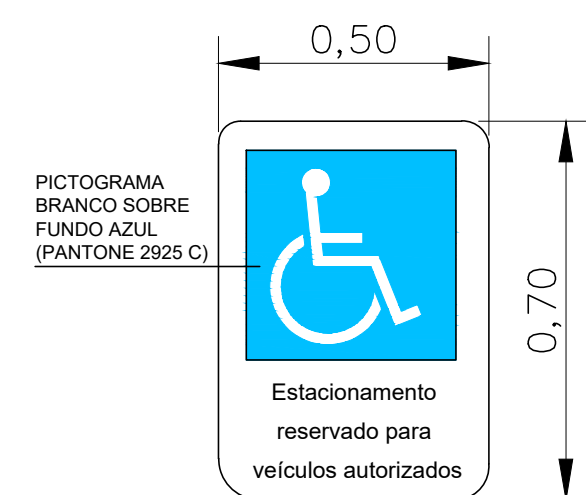 0,50
PICTOGRAMA
BRANCO SOBRE
FUNDO AZUL
(PANTONE 2925 C)
0,70
Estacionamento
reservado para
veículos autorizados